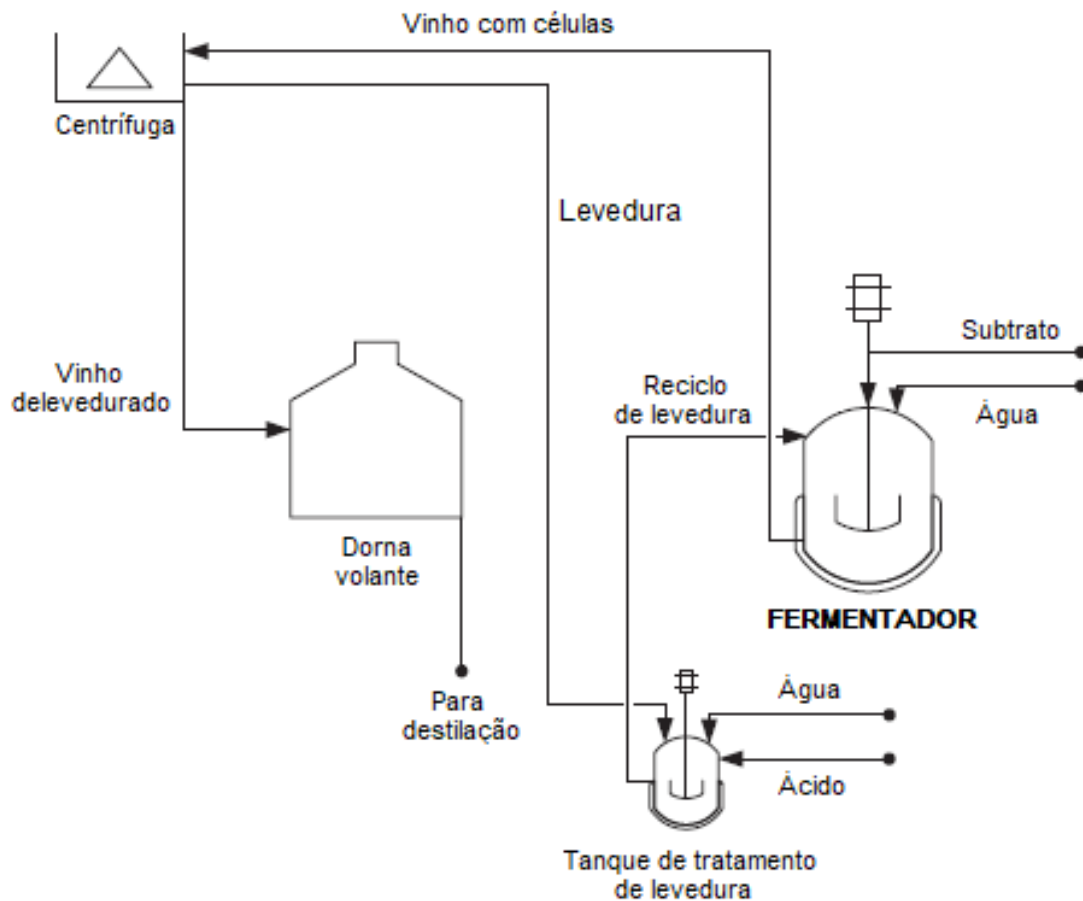 Vinho com células
Centrífuga
Levedura
Subtrato
Vinho
delevedurado
Reciclo
de levedura
Água
Dorna
volante
FERMENTADOR
Para
destilação
Água
Ácido
Tanque de tratamento
de levedura